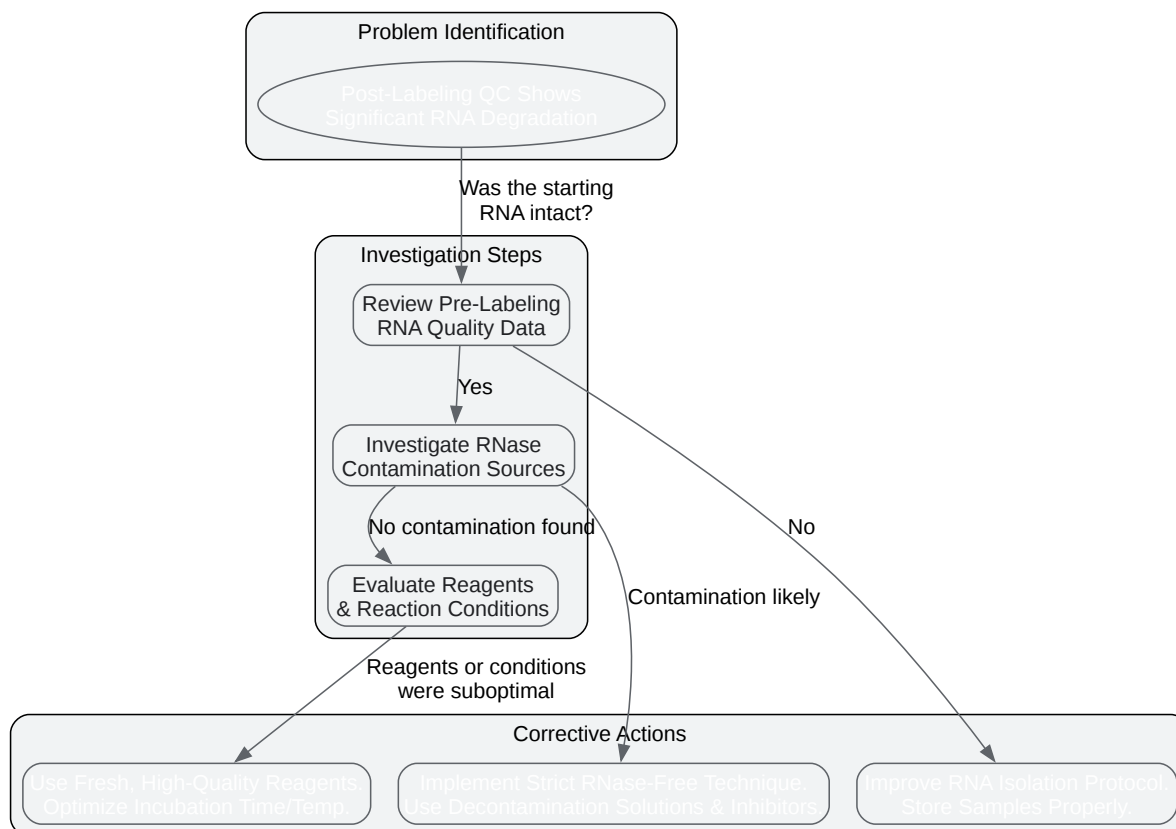 Problem Identification
Post-Labeling QC Shows
Significant RNA Degradation
Was the starting
RNA intact?
Investigation Steps
Review Pre-Labeling
RNA Quality Data
Yes
Investigate RNase
Contamination Sources
No contamination found
No
Evaluate Reagents
& Reaction Conditions
Contamination likely
Reagents or conditions
were suboptimal
Corrective Actions
Use Fresh, High-Quality Reagents.
Optimize Incubation Time/Temp.
Implement Strict RNase-Free Technique.
Use Decontamination Solutions & Inhibitors.
Improve RNA Isolation Protocol.
Store Samples Properly.